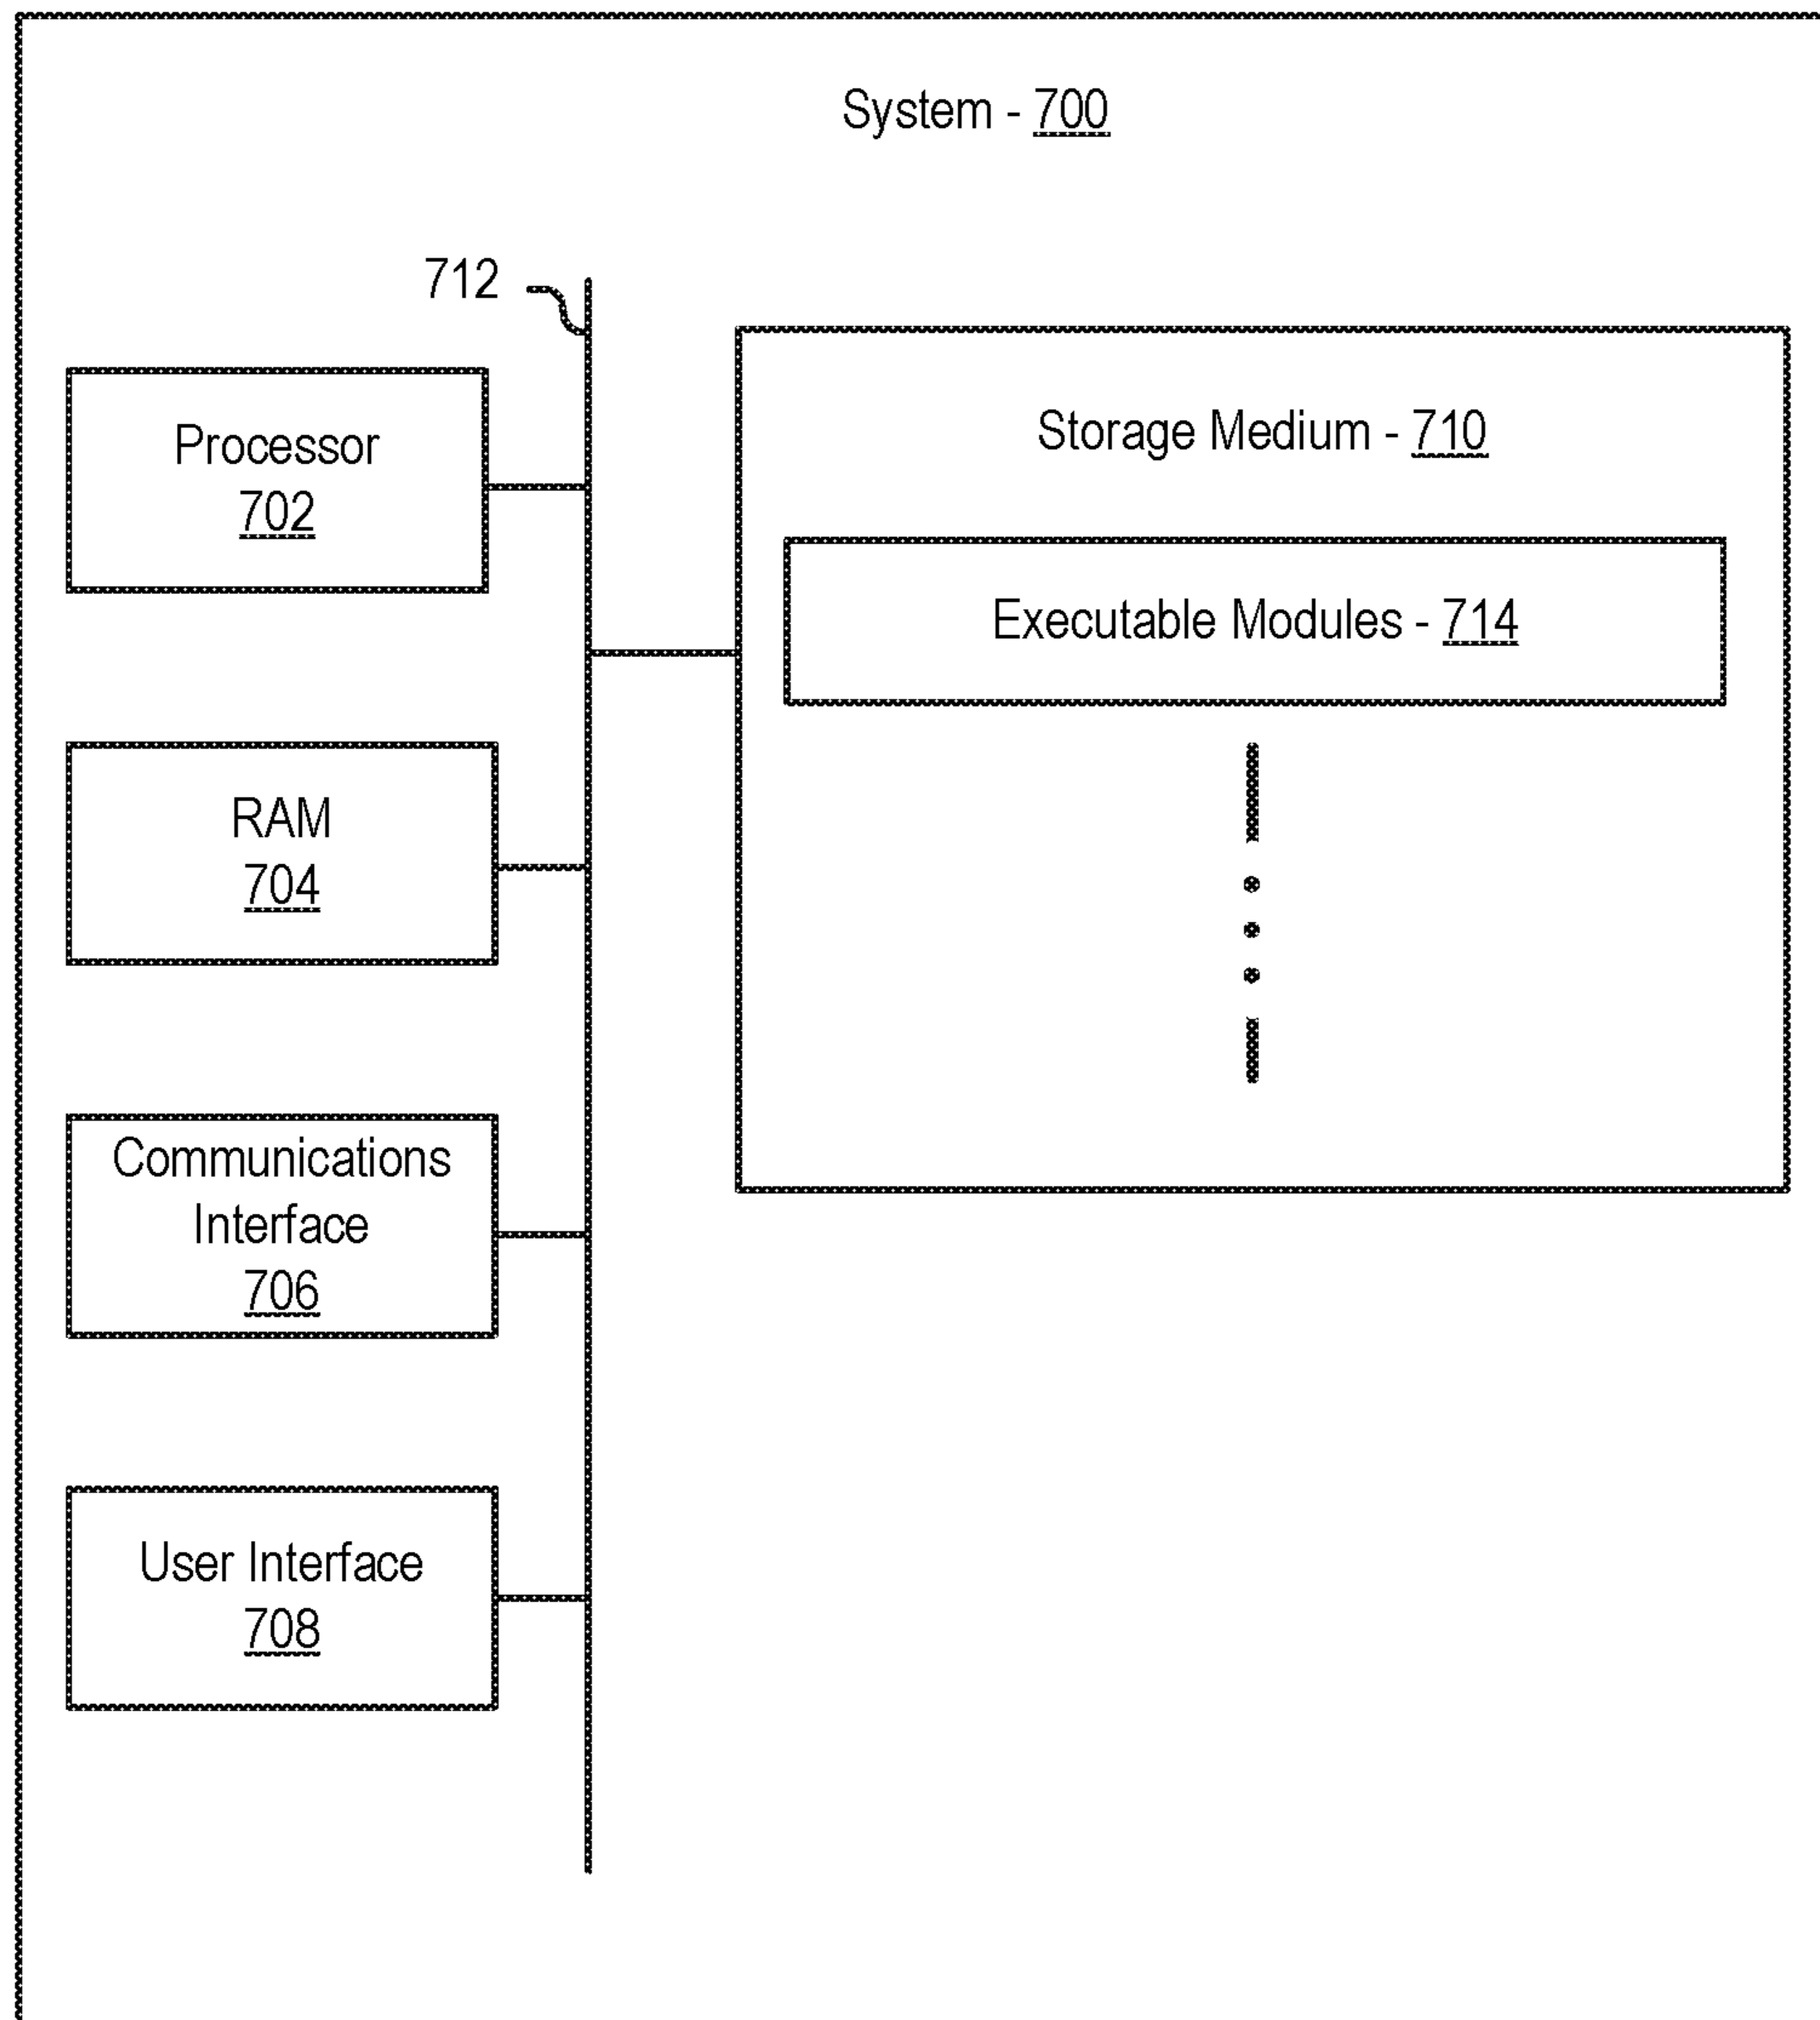 System - 700
712
Processor
702
Storage Medium - 710
Executable Modules - 714
RAM
704
Communications
Interface
706
User Interface
708